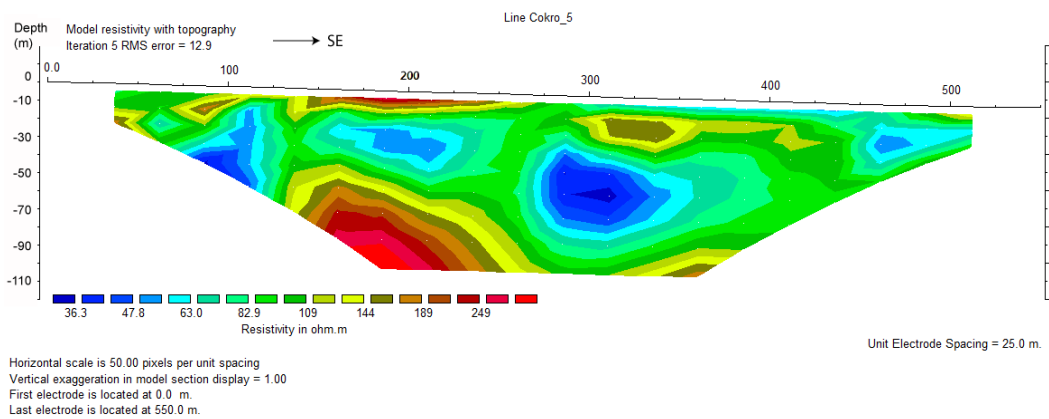 Line Cokro_5
Depth
(m)
Model resistivity with topography
Iteration 5 RMS error = 12.9
SE
0.0 100 200 300 400 500
0
-10
-30
-50
-70
-90
-110
36.3 47.8 63.0 82.9 109 144 189 249
Resistivity in ohm.m
Unit Electrode Spacing = 25.0 m.
Horizontal scale is 50.00 pixels per unit spacing
Vertical exaggeration in model section display = 1.00
First electrode is located at 0.0 m.
Last electrode is located at 550.0 m.